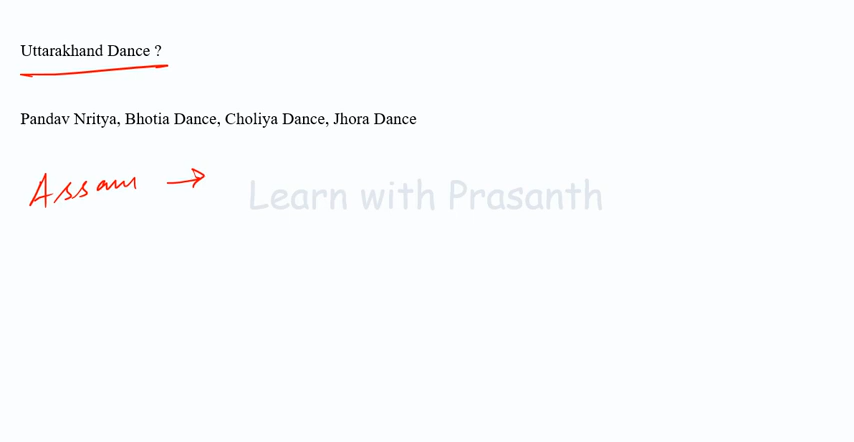 Uttarakhand Dance ?
Pandav Nritya, Bhotia Dance, Choliya Dance, Jhora Dance
Assam →
Learn with Prasanth